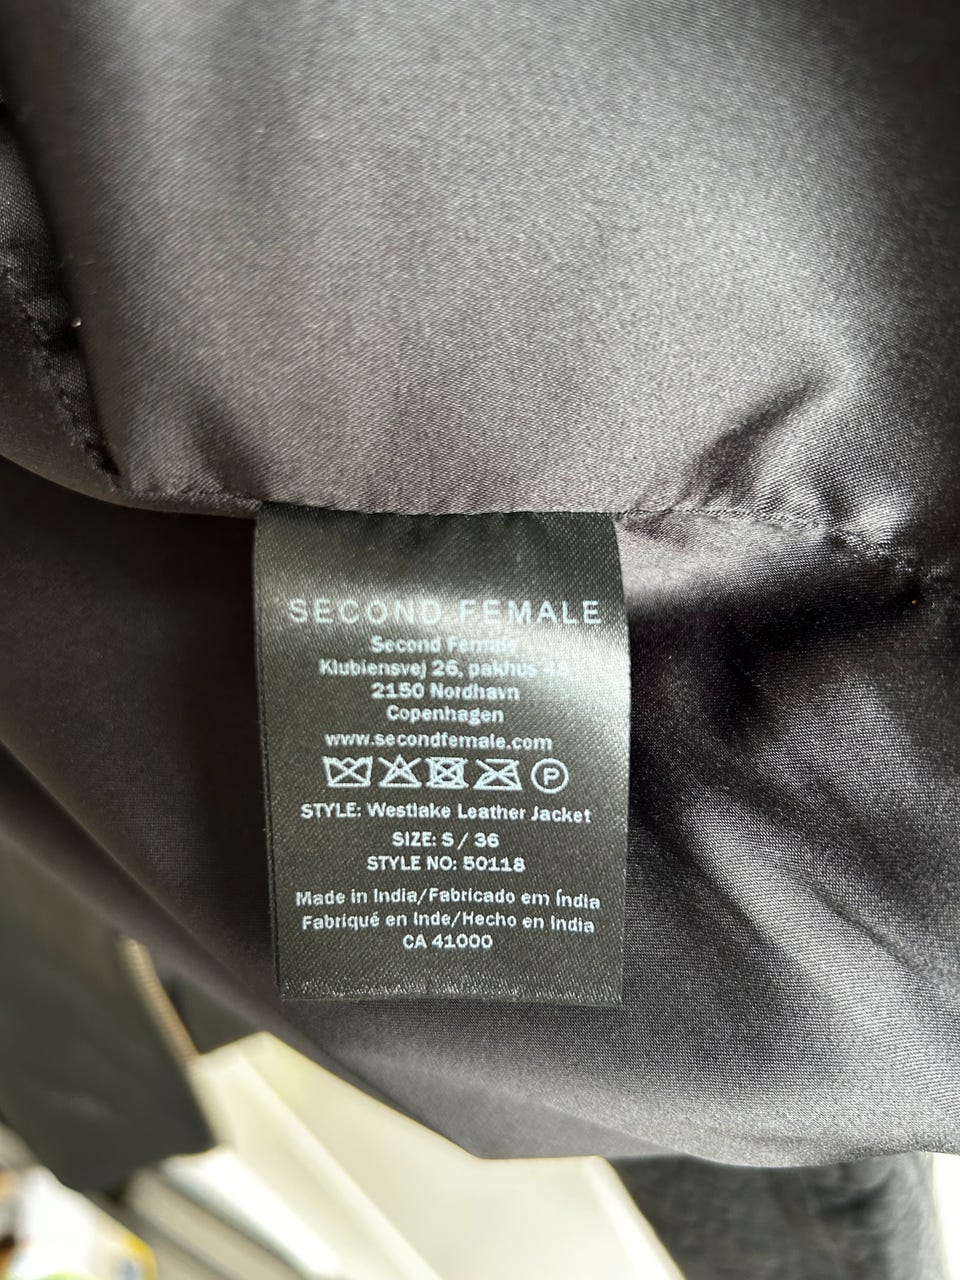 SECOND FEMALE
Second Female
Klubiensvej 26, pakhus 48,
2150 Nordhavn
Copenhagen
www.secondfemale.com
P
STYLE: Westlake Leather Jacket
SIZE: S / 36
STYLE NO: 50118
Made in India/Fabricado em Índia
Fabriqué en Inde/Hecho en India
CA 41000